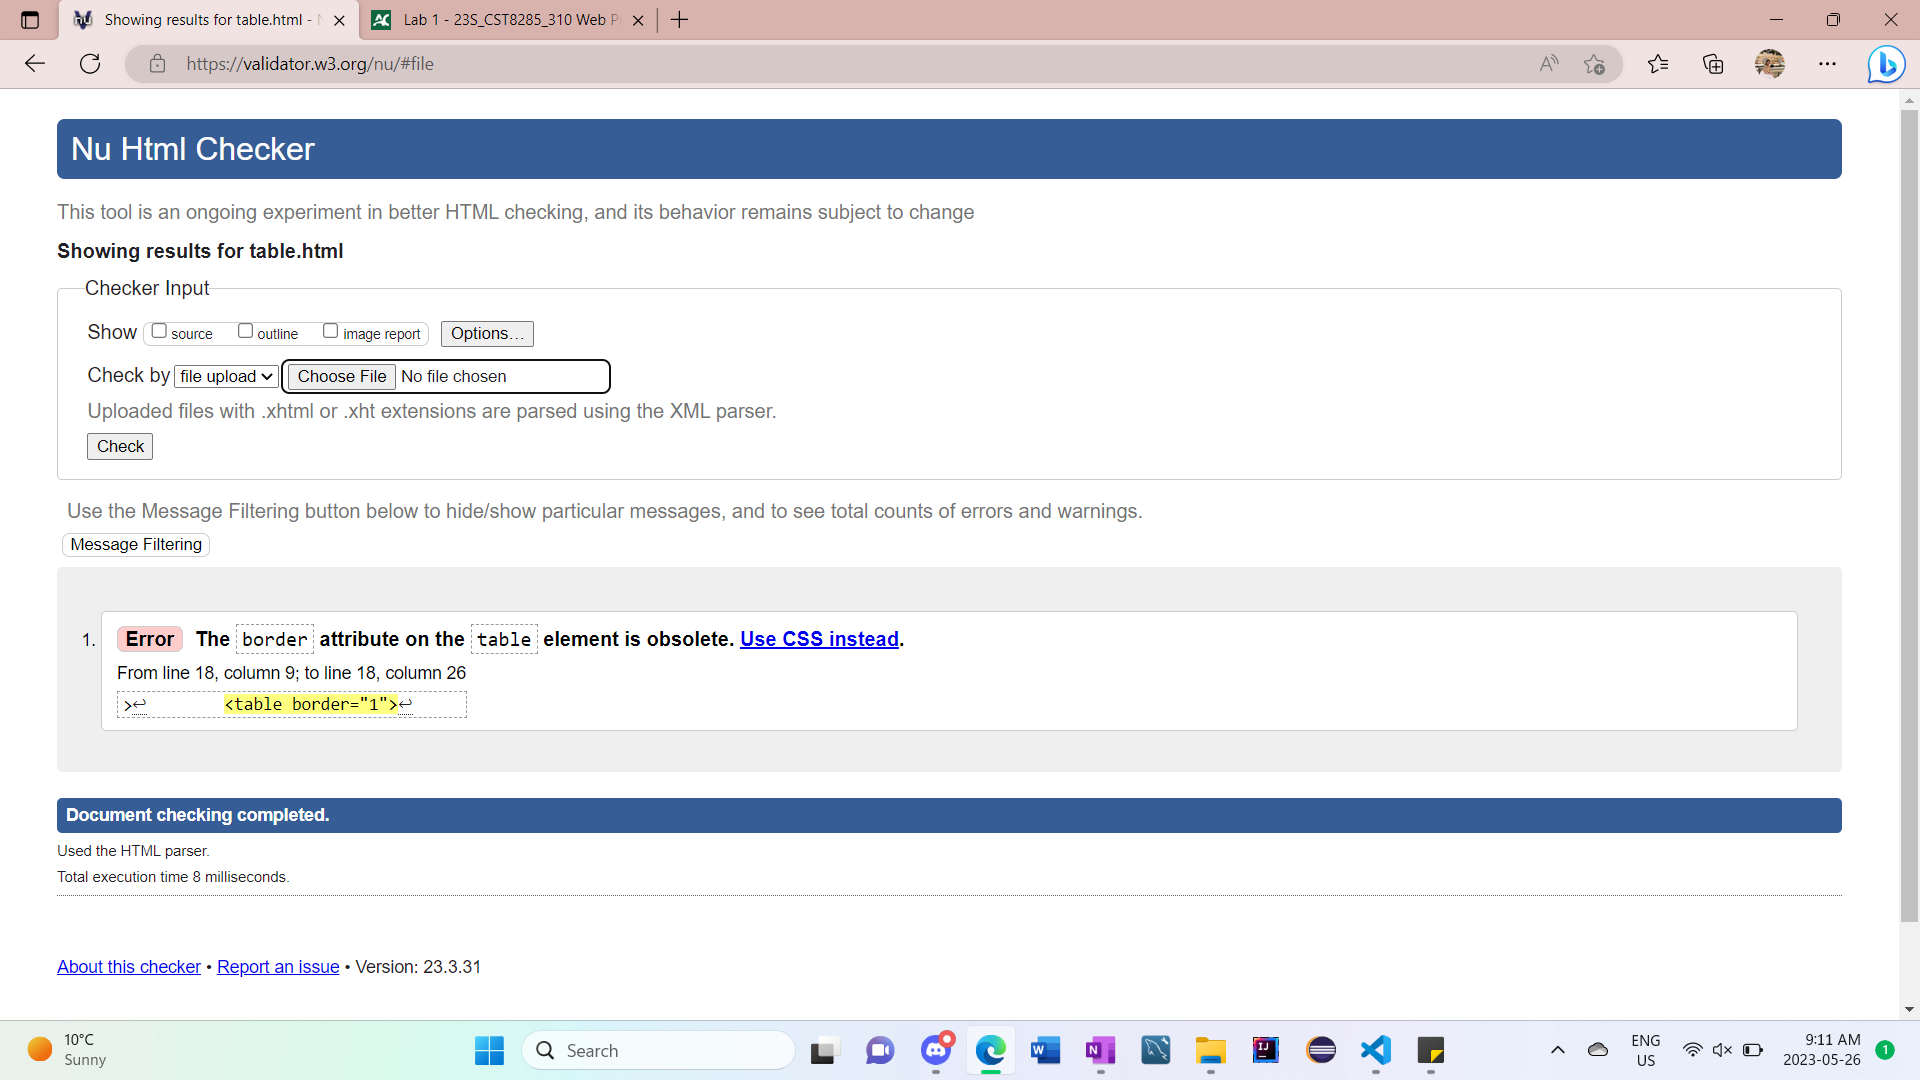 Showing results for table.html - N
Lab 1 - 23S_CST8285_310 Web P
https://validator.w3.org/nu/#file
Nu Html Checker
This tool is an ongoing experiment in better HTML checking, and its behavior remains subject to change
Showing results for table.html
Checker Input
Show source outline image report Options...
Check by file upload Choose File No file chosen
Uploaded files with .xhtml or .xht extensions are parsed using the XML parser.
Check
Use the Message Filtering button below to hide/show particular messages, and to see total counts of errors and warnings.
Message Filtering
1. Error The border attribute on the table element is obsolete. Use CSS instead.
From line 18, column 9; to line 18, column 26
>↩ <table border="1">↩
Document checking completed.
Used the HTML parser.
Total execution time 8 milliseconds.
About this checker • Report an issue • Version: 23.3.31
10°C
Sunny
Search
ENG
US
9:11 AM
2023-05-26
1